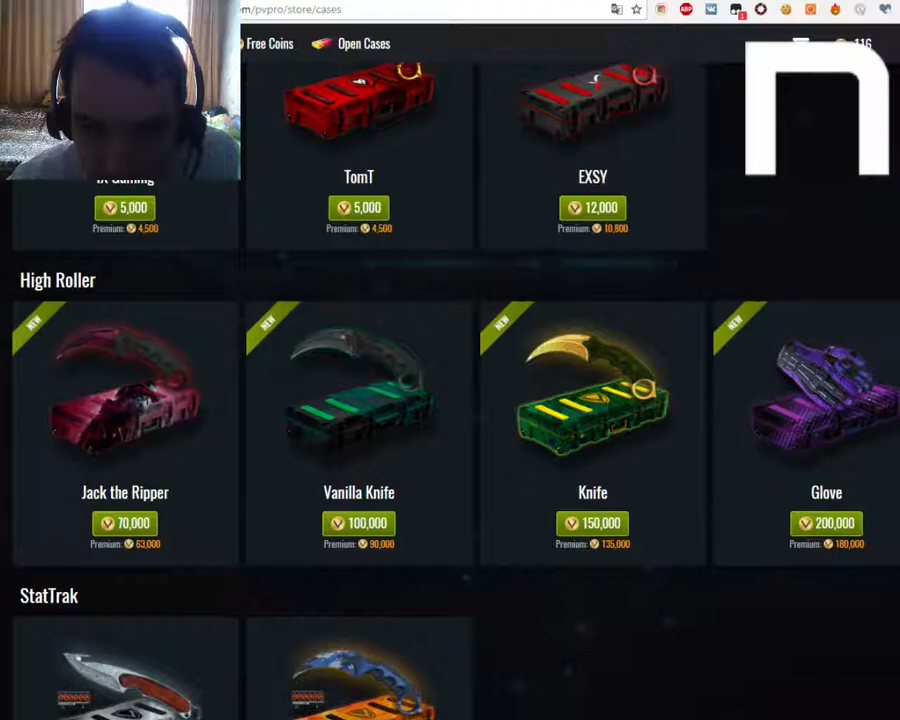 om/pvpro/store/cases
Free Coins Open Cases 116
TomT EXSY
5,000 5,000 12,000
Premium: 4,500 Premium: 4,500 Premium: 10,800
High Roller
NEW NEW NEW NEW
Jack the Ripper Vanilla Knife Knife Glove
70,000 100,000 150,000 200,000
Premium: 63,000 Premium: 90,000 Premium: 135,000 Premium: 180,000
StatTrak